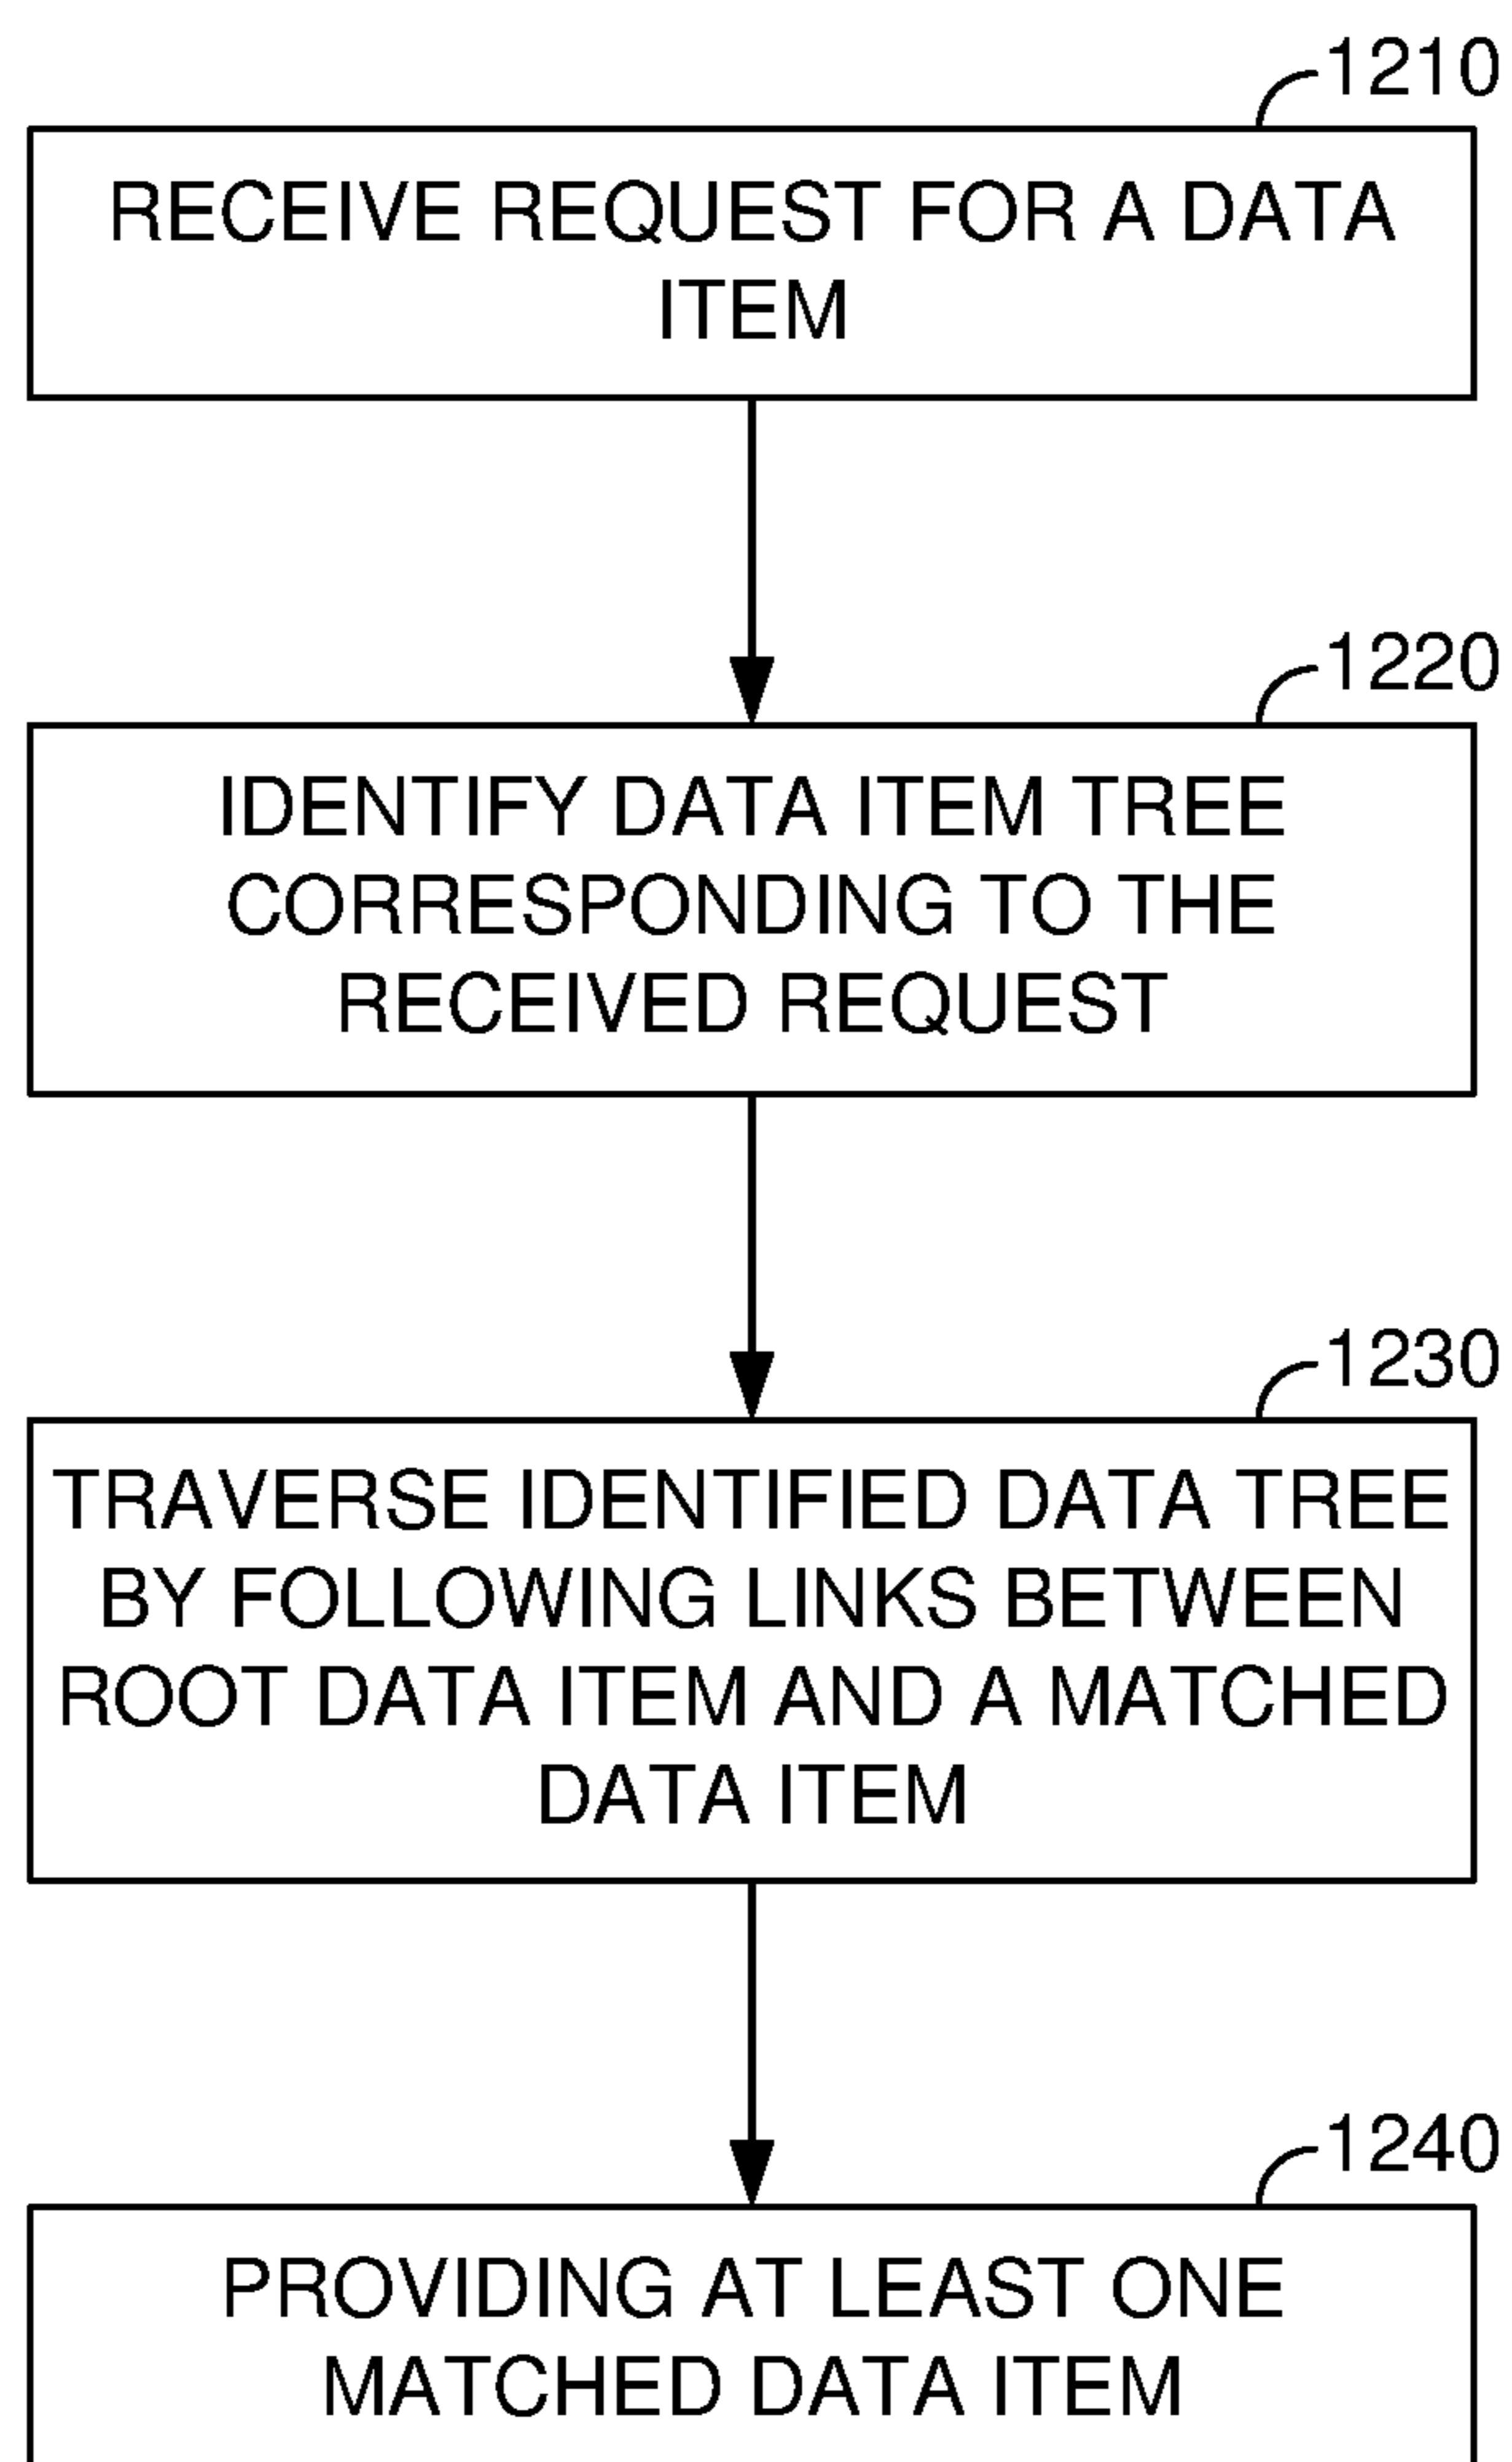 1210
RECEIVE REQUEST FOR A DATA
ITEM
1220
IDENTIFY DATA ITEM TREE
CORRESPONDING TO THE
RECEIVED REQUEST
1230
TRAVERSE IDENTIFIED DATA TREE
BY FOLLOWING LINKS BETWEEN
ROOT DATA ITEM AND A MATCHED
DATA ITEM
1240
PROVIDING AT LEAST ONE
MATCHED DATA ITEM